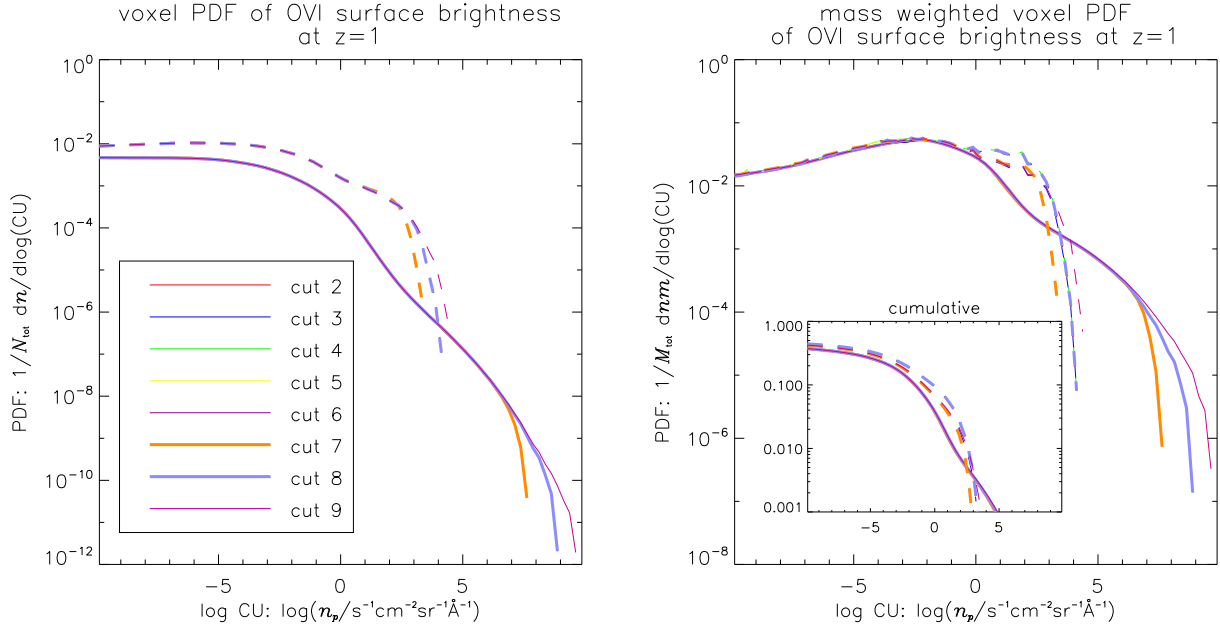 voxel PDF of OVI surface brightness
at z=1
10⁰
10⁻²
10⁻⁴
10⁻⁶
10⁻⁸
10⁻¹⁰
10⁻¹²
PDF: 1/N_tot dn/dlog(CU)
cut 2
cut 3
cut 4
cut 5
cut 6
cut 7
cut 8
cut 9
−5 0 5
log CU: log(n_p/s⁻¹cm⁻²sr⁻¹Å⁻¹)
mass weighted voxel PDF
of OVI surface brightness at z=1
10⁰
10⁻²
10⁻⁴
10⁻⁶
10⁻⁸
PDF: 1/M_tot dnm/dlog(CU)
cumulative
1.000
0.100
0.010
0.001
−5 0 5
−5 0 5
log CU: log(n_p/s⁻¹cm⁻²sr⁻¹Å⁻¹)